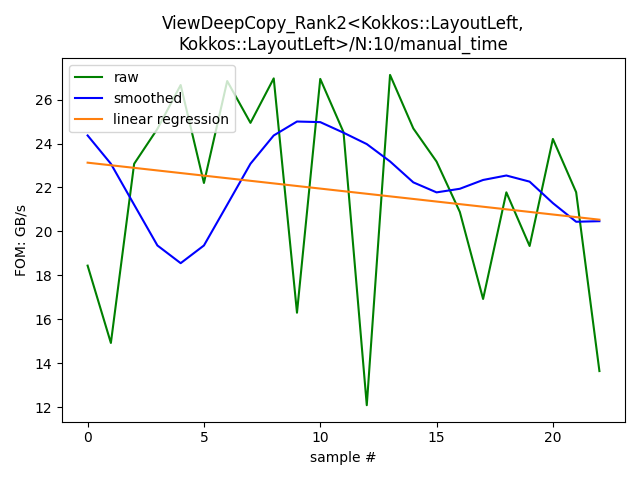 ViewDeepCopy_Rank2<Kokkos::LayoutLeft,
Kokkos::LayoutLeft>/N:10/manual_time
raw
smoothed
linear regression
FOM: GB/s
26
24
22
20
18
16
14
12
0
5
10
15
20
sample #